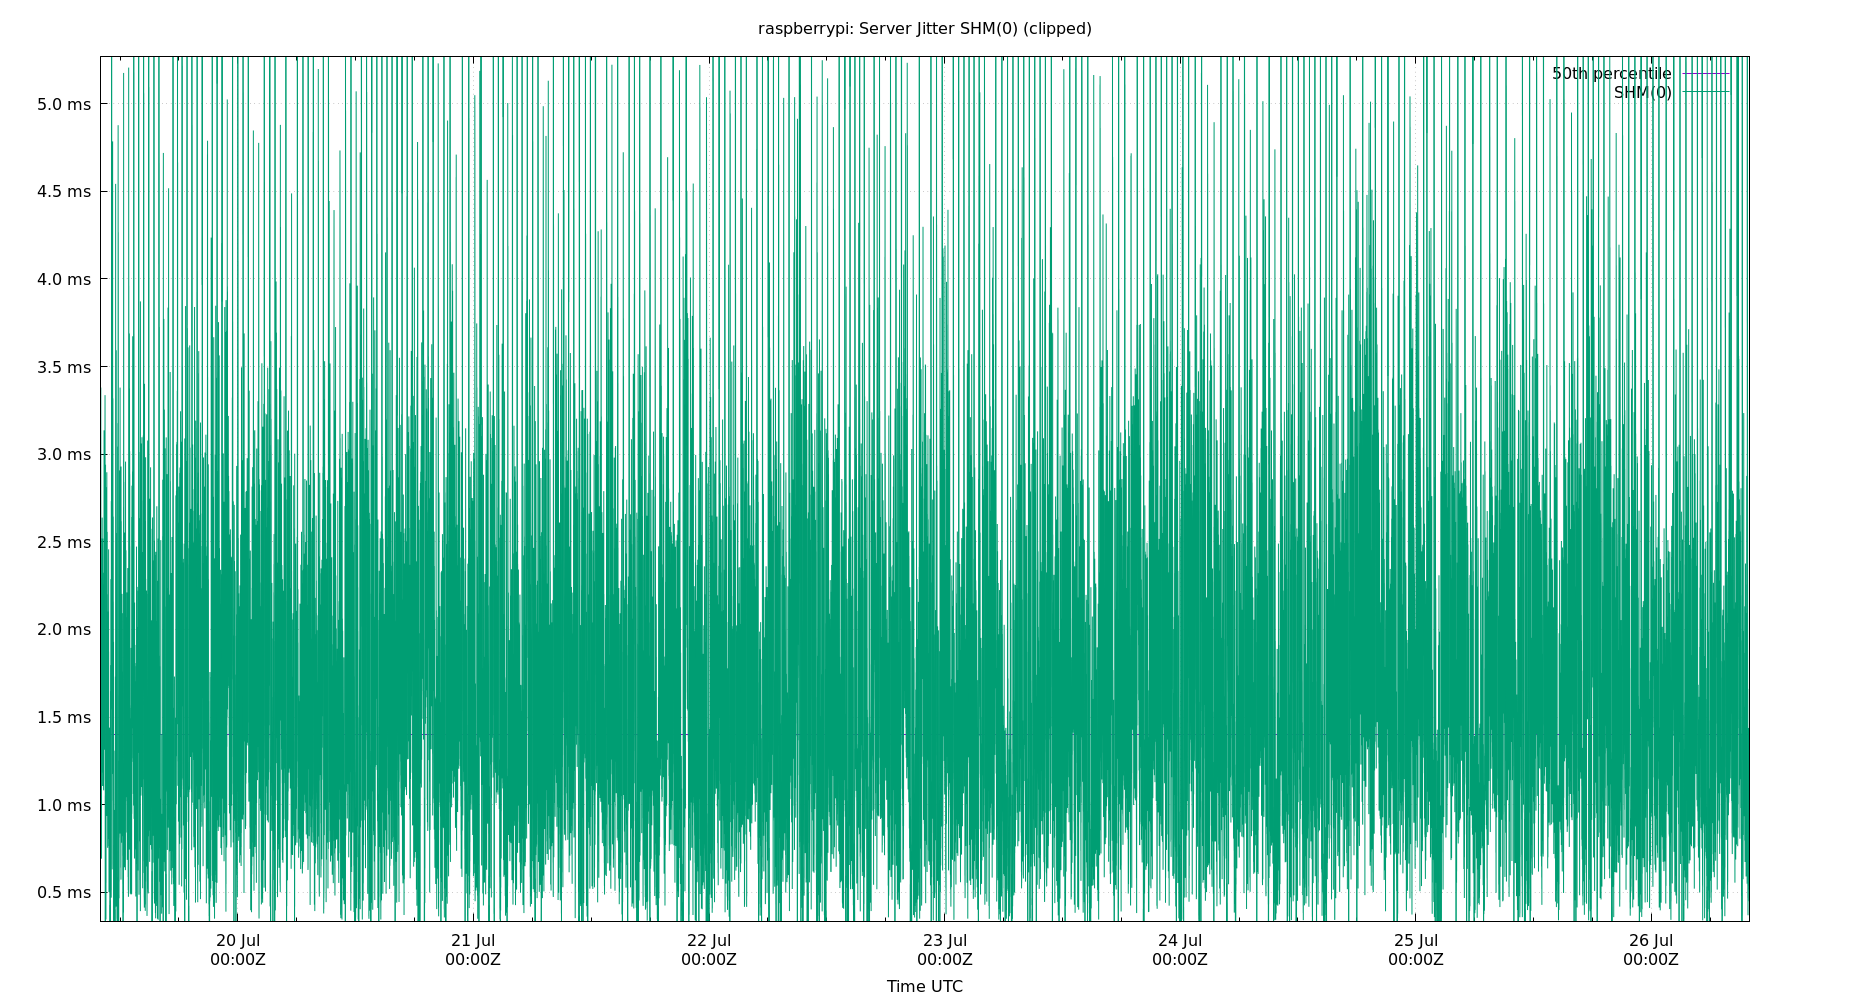 raspberrypi: Server Jitter SHM(0) (clipped)
50th percentile
SHM(0)
5.0 ms
4.5 ms
4.0 ms
3.5 ms
3.0 ms
2.5 ms
2.0 ms
1.5 ms
1.0 ms
0.5 ms
20 Jul 21 Jul 22 Jul 23 Jul 24 Jul 25 Jul 26 Jul
00:00Z 00:00Z 00:00Z 00:00Z 00:00Z 00:00Z 00:00Z
Time UTC